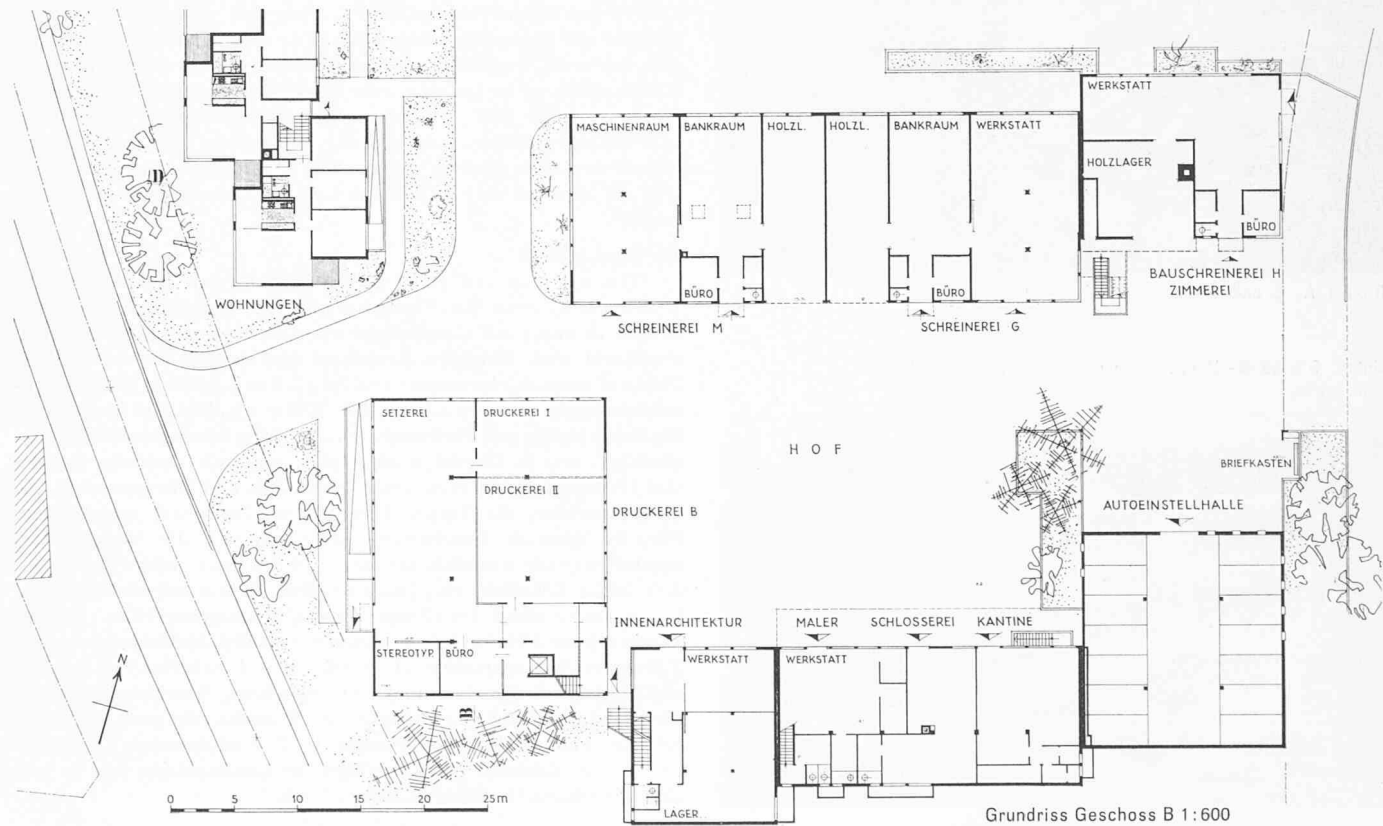 WERKSTATT
MASCHINENRAUM BANKRAUM HOLZL. HOLZL. BANKRAUM WERKSTATT
HOLZLAGER
BÜRO
BÜRO BÜRO
BAUSCHREINEREI H
ZIMMEREI
WOHNUNGEN
SCHREINEREI M SCHREINEREI G
SETZEREI DRUCKEREI I
HOF
BRIEFKASTEN
DRUCKEREI II
DRUCKEREI B
AUTOEINSTELLHALLE
INNENARCHITEKTUR MALER SCHLOSSEREI KANTINE
STEREOTYP. BÜRO
WERKSTATT WERKSTATT
N
B
B
0 5 10 15 20 25m
LAGER
Grundriss Geschoss B 1:600